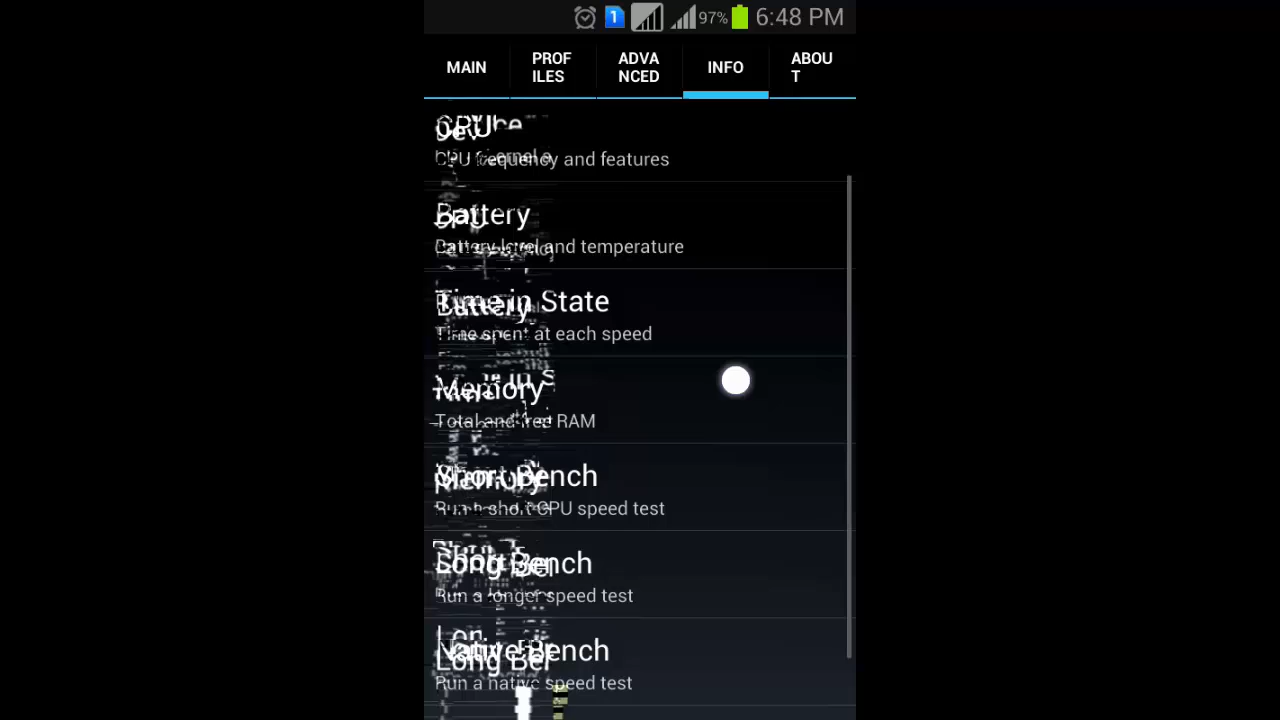 1 97% 6:48 PM
MAIN
PROF
ILES
ADVA
NCED
INFO
ABOU
T
CPU
CPU frequency and features
Battery
Battery level and temperature
Time in State
Time spent at each speed
Memory
Total and free RAM
Short Bench
Run a short CPU speed test
Long Bench
Run a longer speed test
Native Bench
Run a native speed test